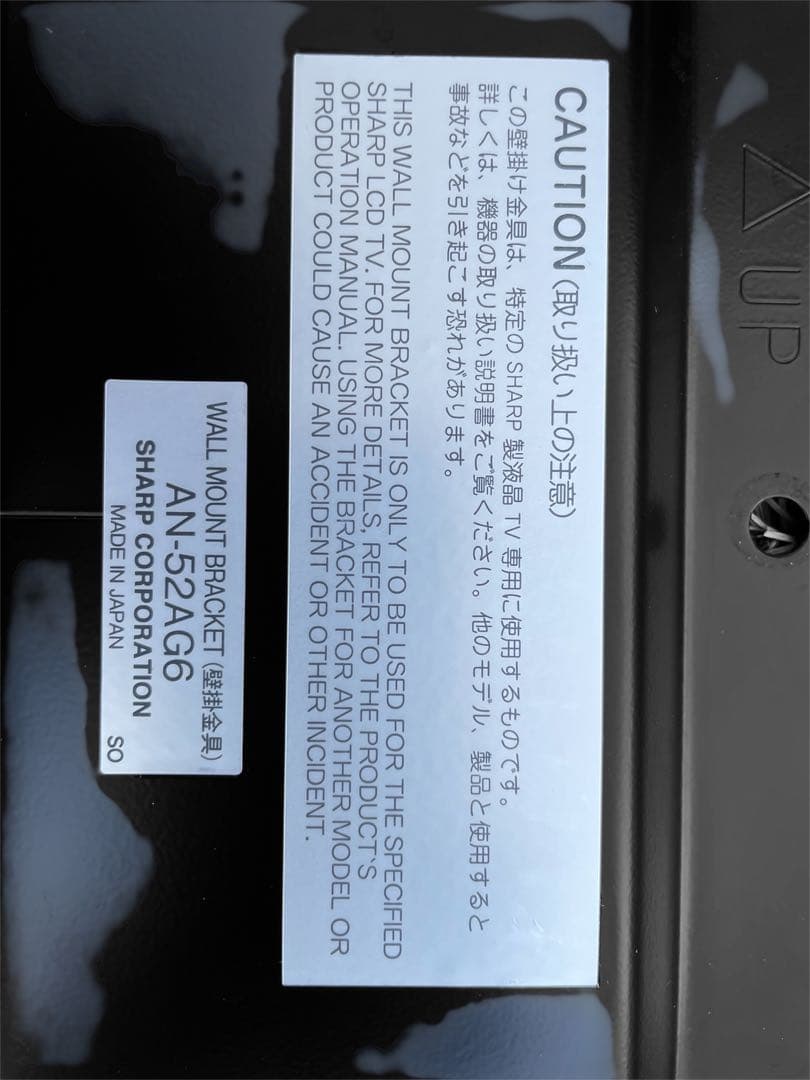 △UP
CAUTION(取り扱い上の注意)
この壁掛け金具は、特定の SHARP 製液晶 TV 専用に使用するものです。
詳しくは、機器の取り扱い説明書をご覧ください。他のモデル、製品と使用すると
事故などを引き起こす恐れがあります。
THIS WALL MOUNT BRACKET IS ONLY TO BE USED FOR THE SPECIFIED
SHARP LCD TV. FOR MORE DETAILS, REFER TO THE PRODUCT`S
OPERATION MANUAL. USING THE BRACKET FOR ANOTHER MODEL OR
PRODUCT COULD CAUSE AN ACCIDENT OR OTHER INCIDENT.
WALL MOUNT BRACKET (壁掛金具)
AN-52AG6
SHARP CORPORATION
MADE IN JAPAN SO